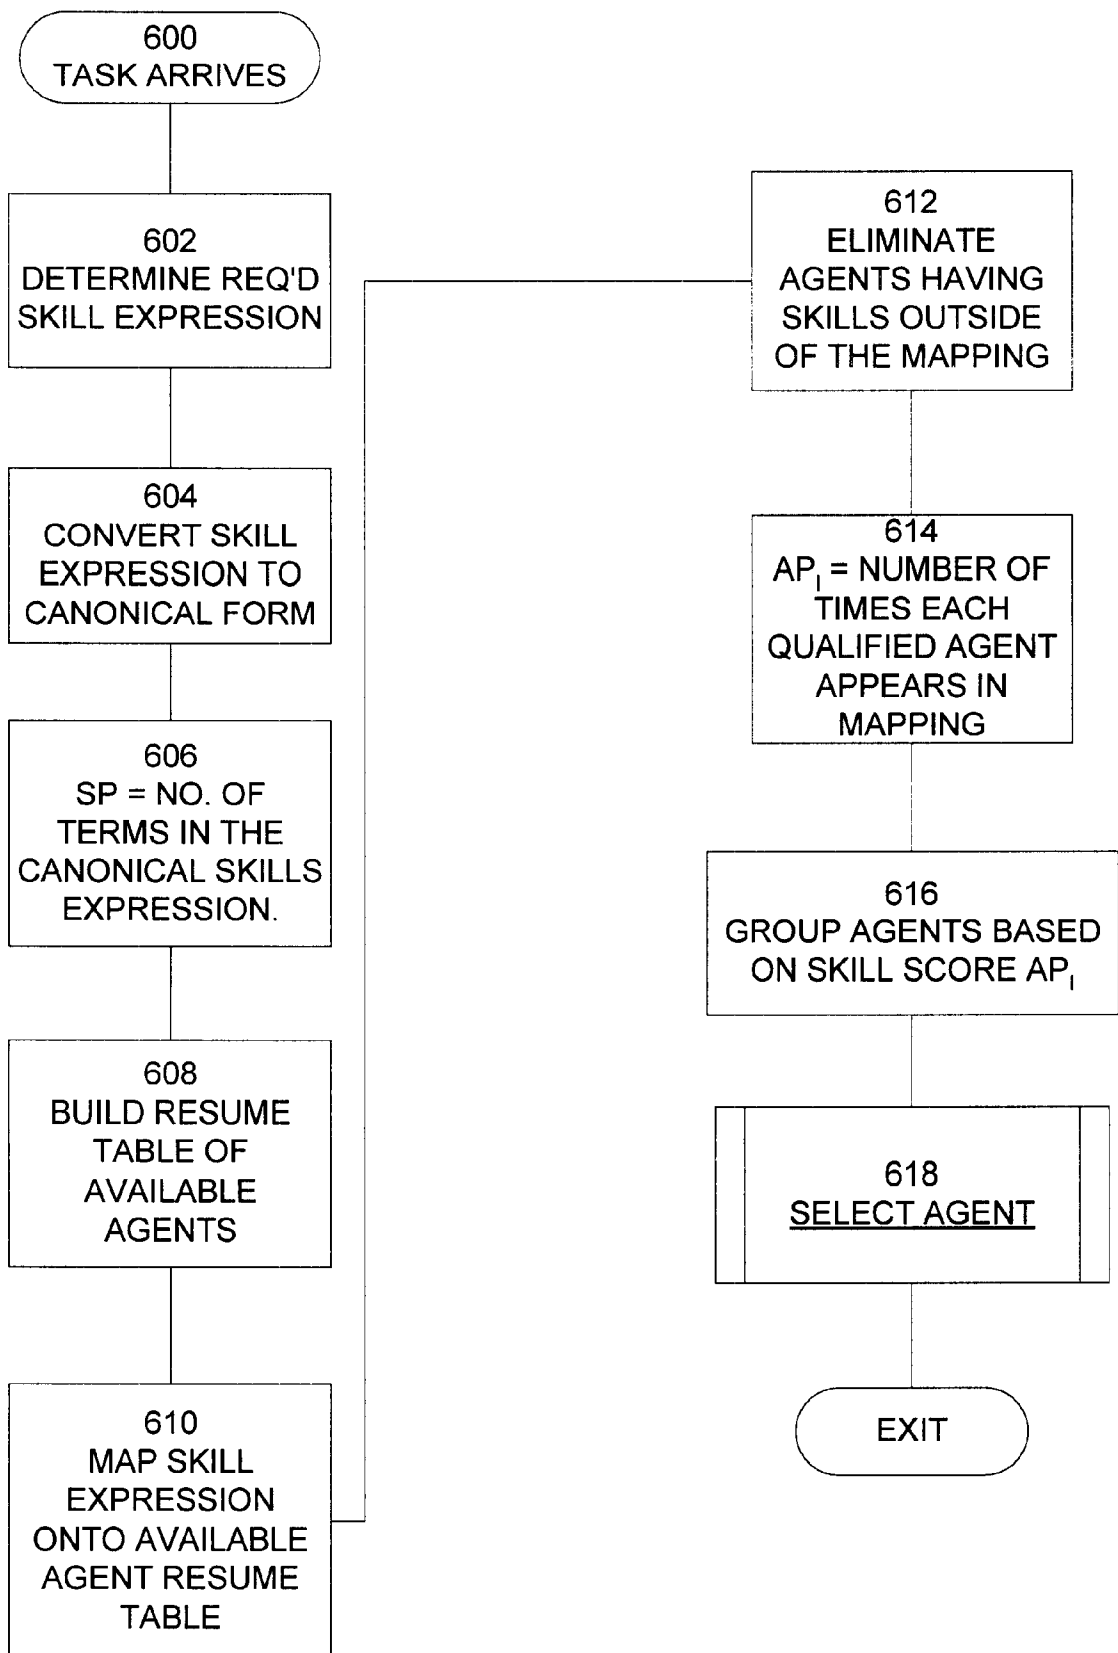 600
TASK ARRIVES
602
DETERMINE REQ'D
SKILL EXPRESSION
604
CONVERT SKILL
EXPRESSION TO
CANONICAL FORM
606
SP = NO. OF
TERMS IN THE
CANONICAL SKILLS
EXPRESSION.
608
BUILD RESUME
TABLE OF
AVAILABLE
AGENTS
610
MAP SKILL
EXPRESSION
ONTO AVAILABLE
AGENT RESUME
TABLE
612
ELIMINATE
AGENTS HAVING
SKILLS OUTSIDE
OF THE MAPPING
614
AP_I = NUMBER OF
TIMES EACH
QUALIFIED AGENT
APPEARS IN
MAPPING
616
GROUP AGENTS BASED
ON SKILL SCORE AP_I
618
SELECT AGENT
EXIT